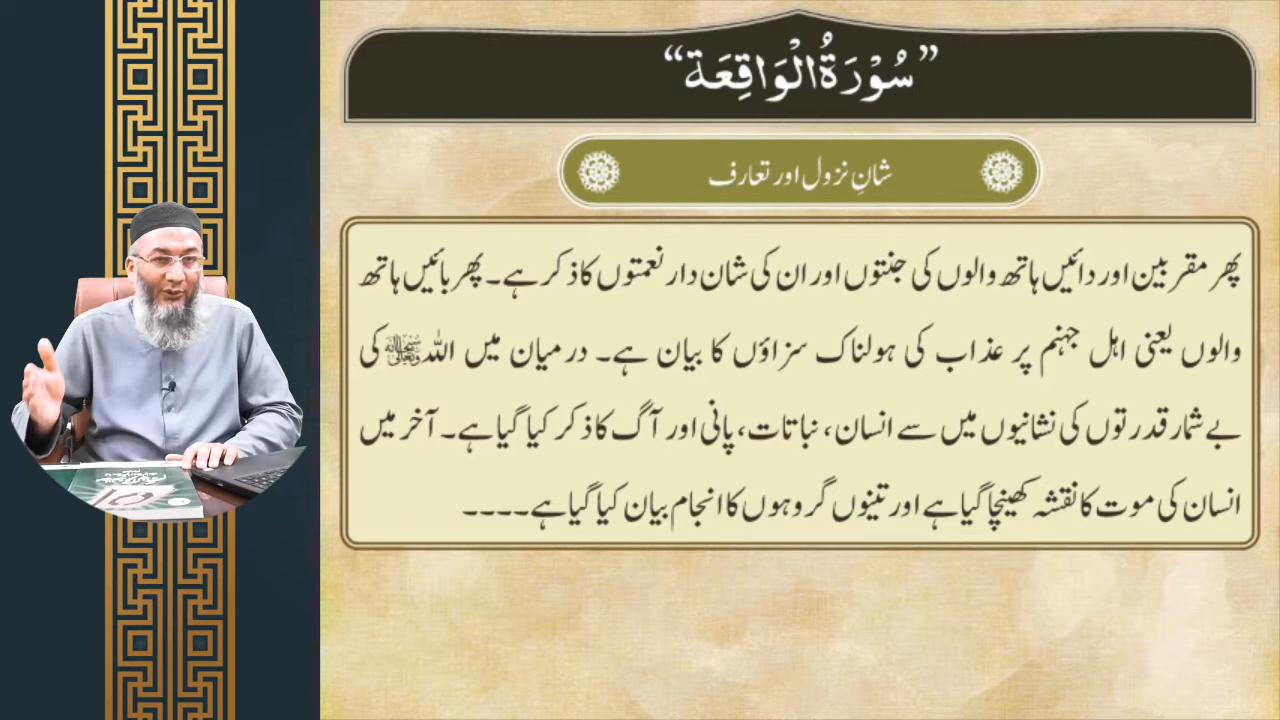 ”سُوْرَةُ الْوَاقِعَة“
شانِ نزول اور تعارف
پھر مقربین اور دائیں ہاتھ والوں کی جنتوں اور ان کی شان دار نعمتوں کا ذکر ہے۔ پھر بائیں ہاتھ
والوں یعنی اہل جہنم پر عذاب کی ہولناک سزاؤں کا بیان ہے۔ درمیان میں اللہ سبحانہ وتعالیٰ کی
بے شمار قدرتوں کی نشانیوں میں سے انسان، نباتات، پانی اور آگ کا ذکر کیا گیا ہے۔ آخر میں
انسان کی موت کا نقشہ کھینچا گیا ہے اور تینوں گروہوں کا انجام بیان کیا گیا ہے۔۔۔۔